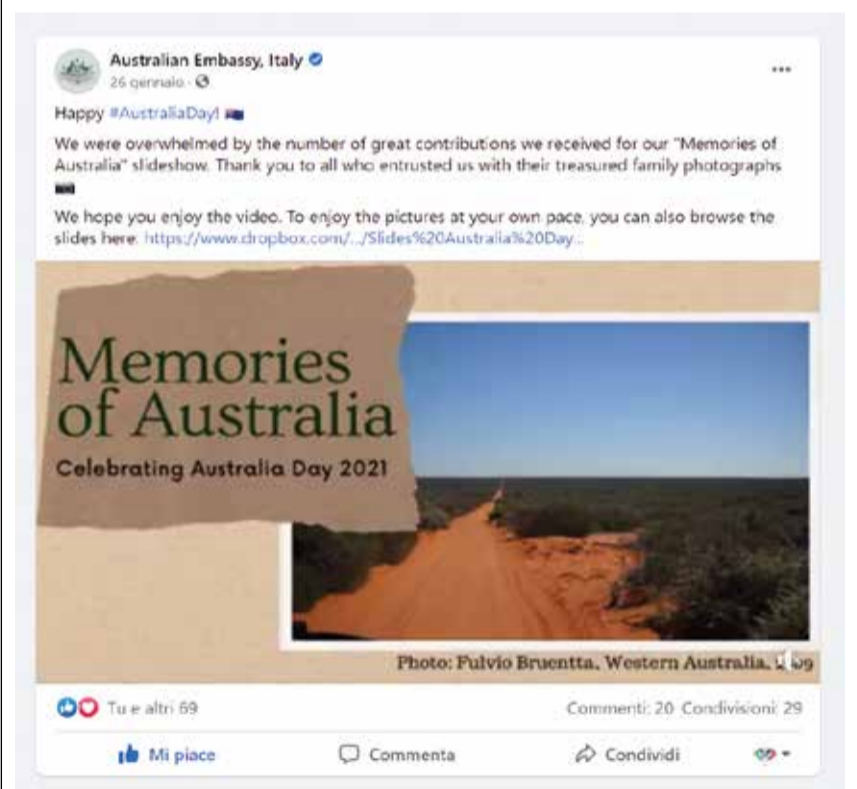 Australian Embassy, Italy
26 gennaio
Happy #AustraliaDay!
We were overwhelmed by the number of great contributions we received for our "Memories of
Australia" slideshow. Thank you to all who entrusted us with their treasured family photographs
We hope you enjoy the video. To enjoy the pictures at your own pace, you can also browse the
slides here: https://www.dropbox.com/.../Slides%20Australia%20Day...
Memories
of Australia
Celebrating Australia Day 2021
Photo: Fulvio Bruentta, Western Australia,
Tu e altri 69
Commenti: 20 Condivisioni: 29
Mi piace
Commenta
Condividi